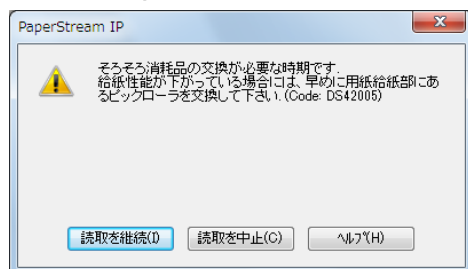 PaperStream IP
そろそろ消耗品の交換が必要な時期です.
給紙性能が下がっている場合には、早めに用紙給紙部にあ
るピックローラを交換して下さい.(Code: DS42005)
読取を継続(I) 読取を中止(C) ヘルプ(H)